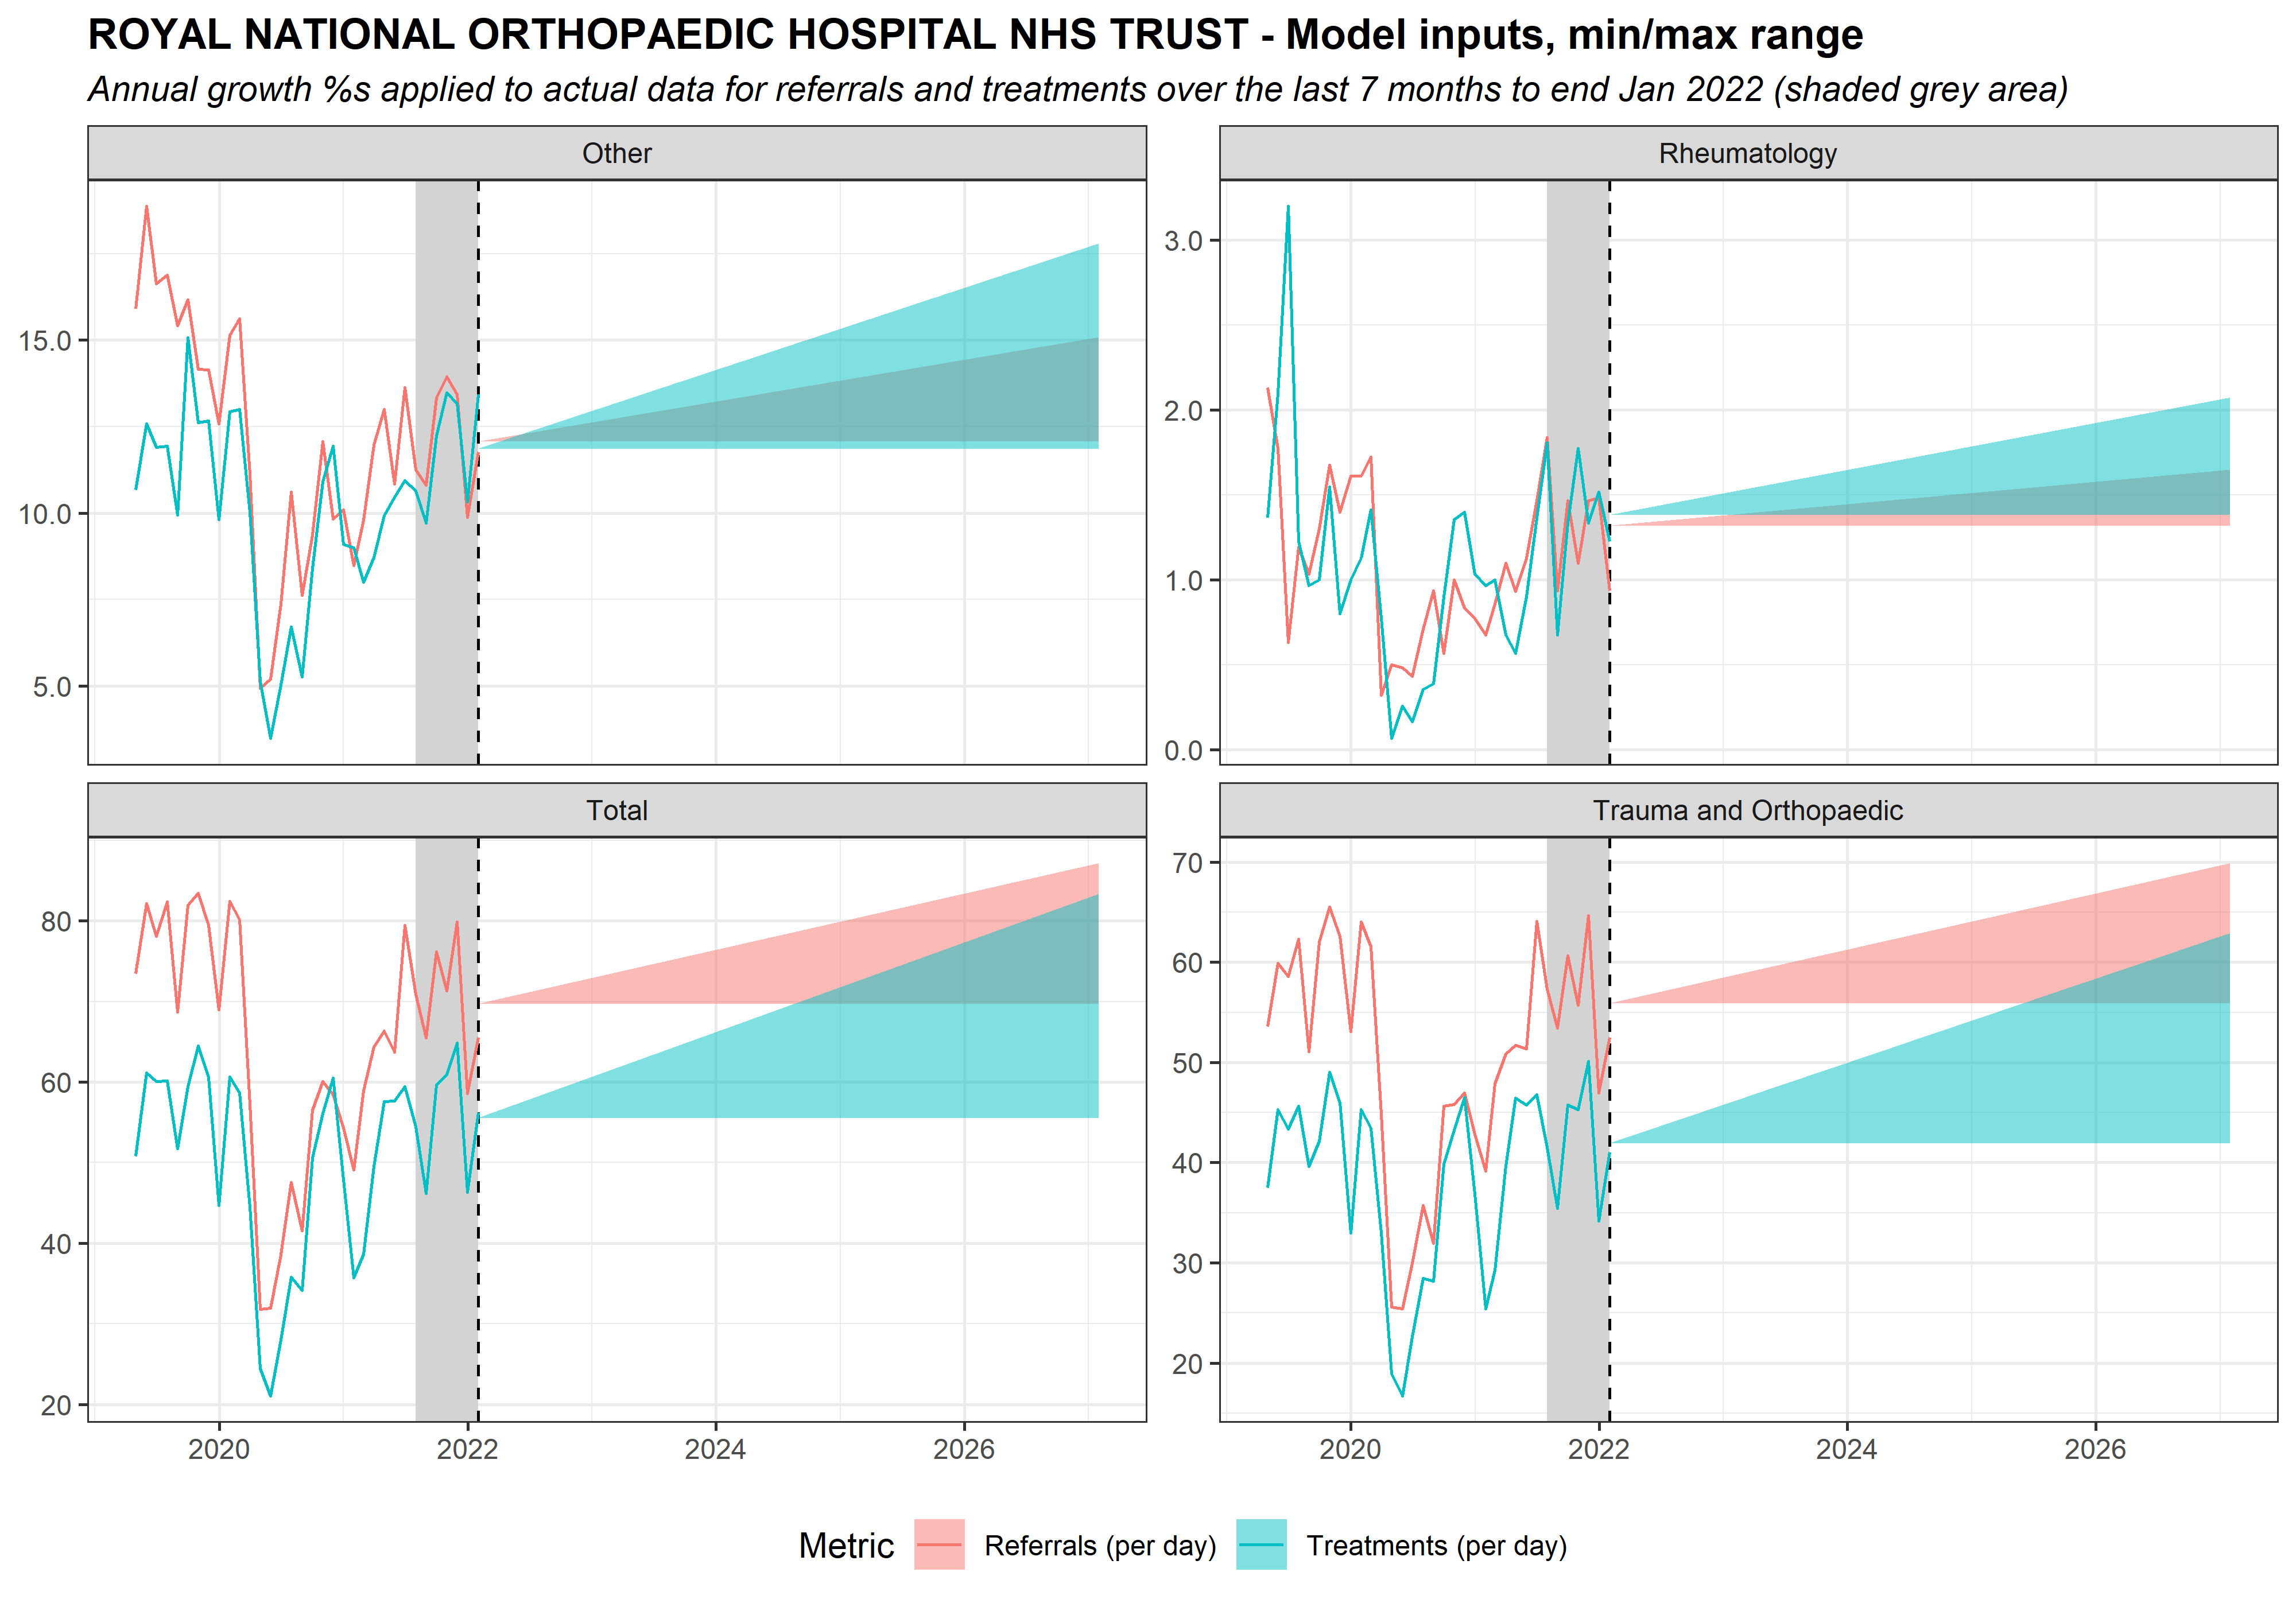 ROYAL NATIONAL ORTHOPAEDIC HOSPITAL NHS TRUST - Model inputs, min/max range
Annual growth %s applied to actual data for referrals and treatments over the last 7 months to end Jan 2022 (shaded grey area)
Other
15.0
10.0
5.0
Rheumatology
3.0
2.0
1.0
0.0
Total
80
60
40
20
2020 2022 2024 2026
Trauma and Orthopaedic
70
60
50
40
30
20
2020 2022 2024 2026
Metric Referrals (per day) Treatments (per day)